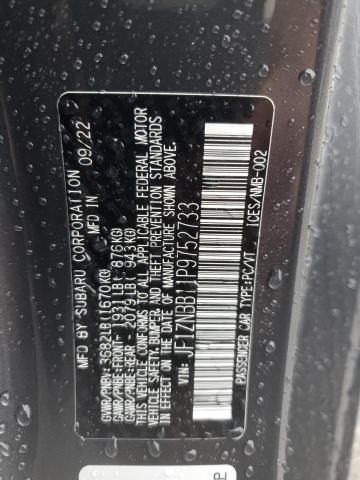 MFD BY SUBARU CORPORATION 09/22
GVWR/PNBV: 3682LB(1670KG)
GAWR/PNBE:FRONT- 1931LB( 876KG)
GAWR/PNBE:REAR - 2079LB( 943KG)
THIS VEHICLE CONFORMS TO ALL APPLICABLE FEDERAL MOTOR
VEHICLE SAFETY,BUMPER AND THEFT PREVENTION STANDARDS
IN EFFECT ON THE DATE OF MANUFACTURE SHOWN ABOVE.
VIN: JF1ZNBB11P9752733
PASSENGER CAR TYPE:PC/VT ICES/NMB-002